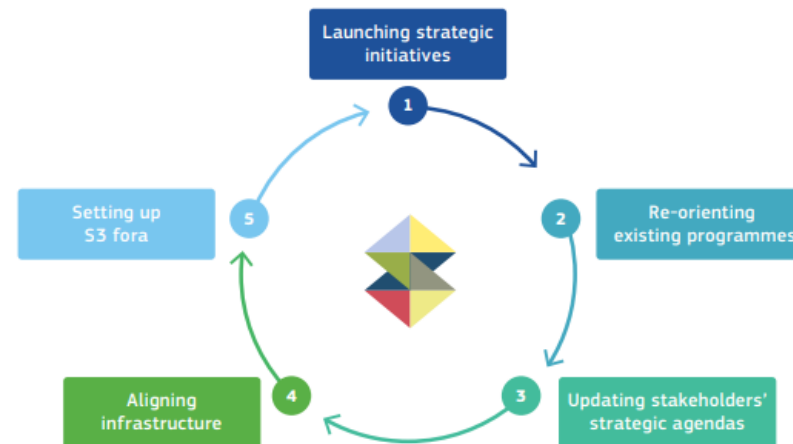 Launching strategic
initiatives
1
2
Re-orienting
existing programmes
3
Updating stakeholders’
strategic agendas
4
Aligning
infrastructure
5
Setting up
S3 fora